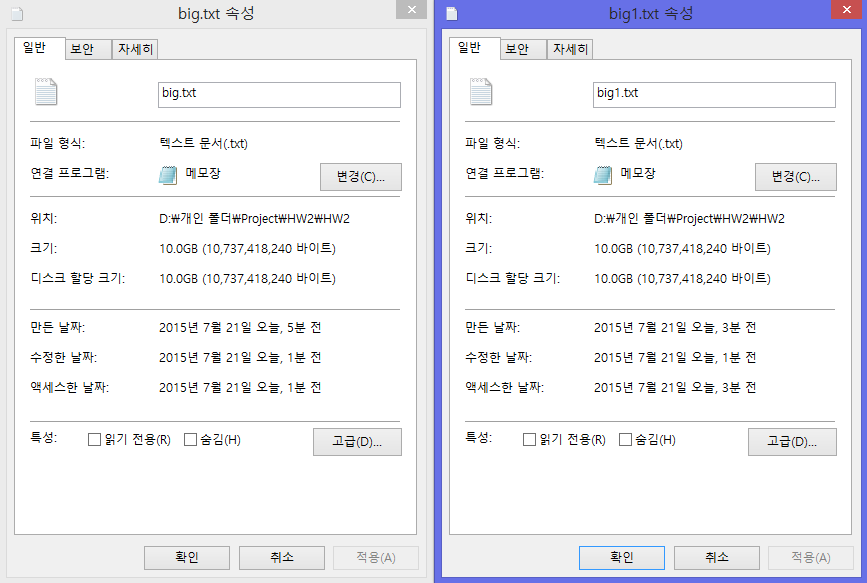 big.txt 속성
일반 보안 자세히
big.txt
파일 형식: 텍스트 문서(.txt)
연결 프로그램: 메모장 변경(C)...
위치: D:₩개인 폴더₩Project₩HW2₩HW2
크기: 10.0GB (10,737,418,240 바이트)
디스크 할당 크기: 10.0GB (10,737,418,240 바이트)
만든 날짜: 2015년 7월 21일 오늘, 5분 전
수정한 날짜: 2015년 7월 21일 오늘, 1분 전
액세스한 날짜: 2015년 7월 21일 오늘, 1분 전
특성: 읽기 전용(R) 숨김(H) 고급(D)...
확인 취소 적용(A)
big1.txt 속성
일반 보안 자세히
big1.txt
파일 형식: 텍스트 문서(.txt)
연결 프로그램: 메모장 변경(C)...
위치: D:₩개인 폴더₩Project₩HW2₩HW2
크기: 10.0GB (10,737,418,240 바이트)
디스크 할당 크기: 10.0GB (10,737,418,240 바이트)
만든 날짜: 2015년 7월 21일 오늘, 3분 전
수정한 날짜: 2015년 7월 21일 오늘, 1분 전
액세스한 날짜: 2015년 7월 21일 오늘, 3분 전
특성: 읽기 전용(R) 숨김(H) 고급(D)...
확인 취소 적용(A)